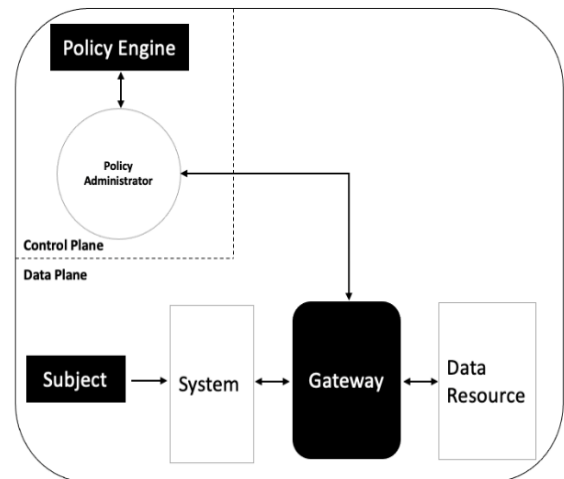 Policy Engine
Policy
Administrator
Control Plane
Data Plane
Subject
System
Gateway
Data
Resource